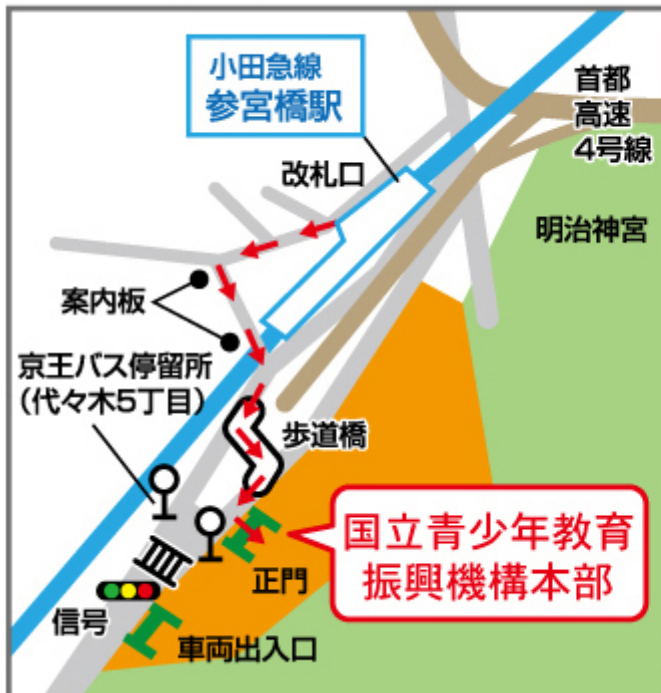 小田急線
参宮橋駅
首都
高速
4号線
改札口
明治神宮
案内板
京王バス停留所
（代々木5丁目）
歩道橋
国立青少年教育
振興機構本部
正門
信号
車両出入口